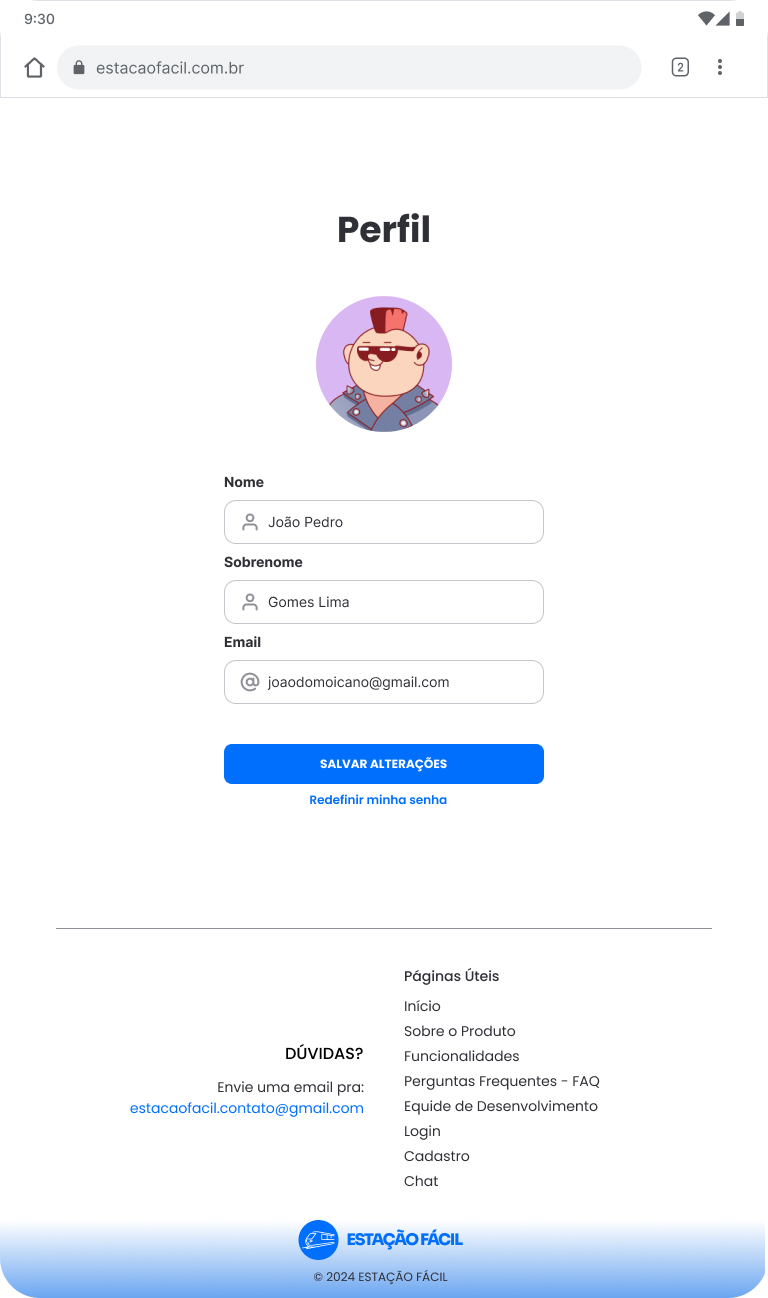 9:30
estacaofacil.com.br
2
Perfil
Nome
João Pedro
Sobrenome
Gomes Lima
Email
joaodomoicano@gmail.com
SALVAR ALTERAÇÕES
Redefinir minha senha
DÚVIDAS?
Envie uma email pra:
estacaofacil.contato@gmail.com
Páginas Úteis
Início
Sobre o Produto
Funcionalidades
Perguntas Frequentes - FAQ
Equide de Desenvolvimento
Login
Cadastro
Chat
ESTAÇÃO FÁCIL
© 2024 ESTAÇÃO FÁCIL